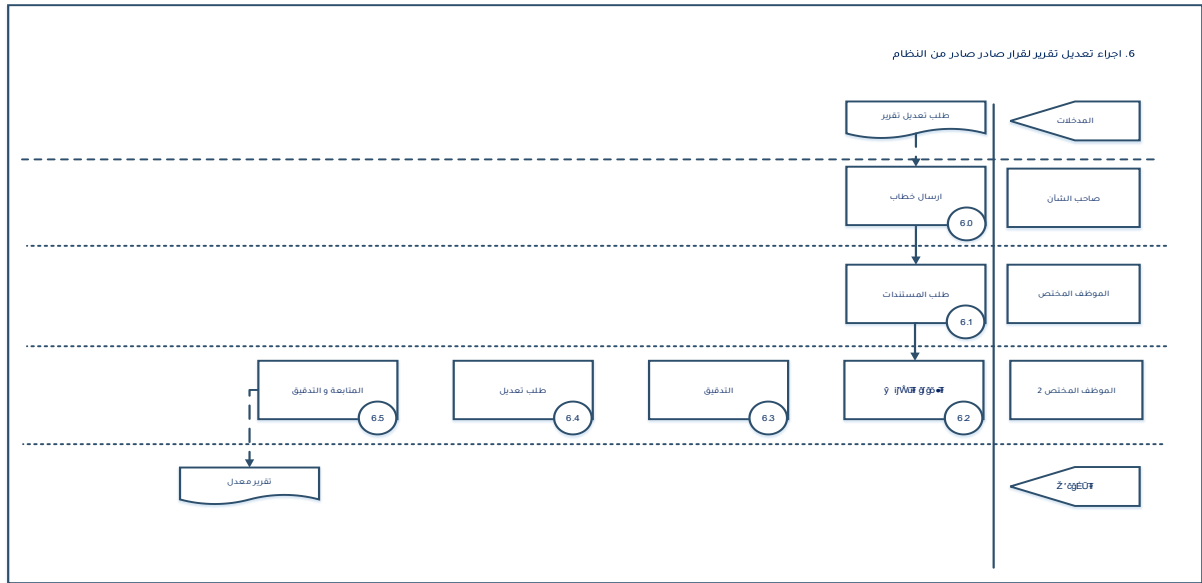 6. اجراء تعديل تقرير لقرار صادر صادر من النظام
المدخلات
طلب تعديل تقرير
صاحب الشأن
ارسال خطاب
6.0
الموظف المختص
طلب المستندات
6.1
الموظف المختص 2
6.2
التدقيق
6.3
طلب تعديل
6.4
المتابعة و التدقيق
6.5
تقرير معدل